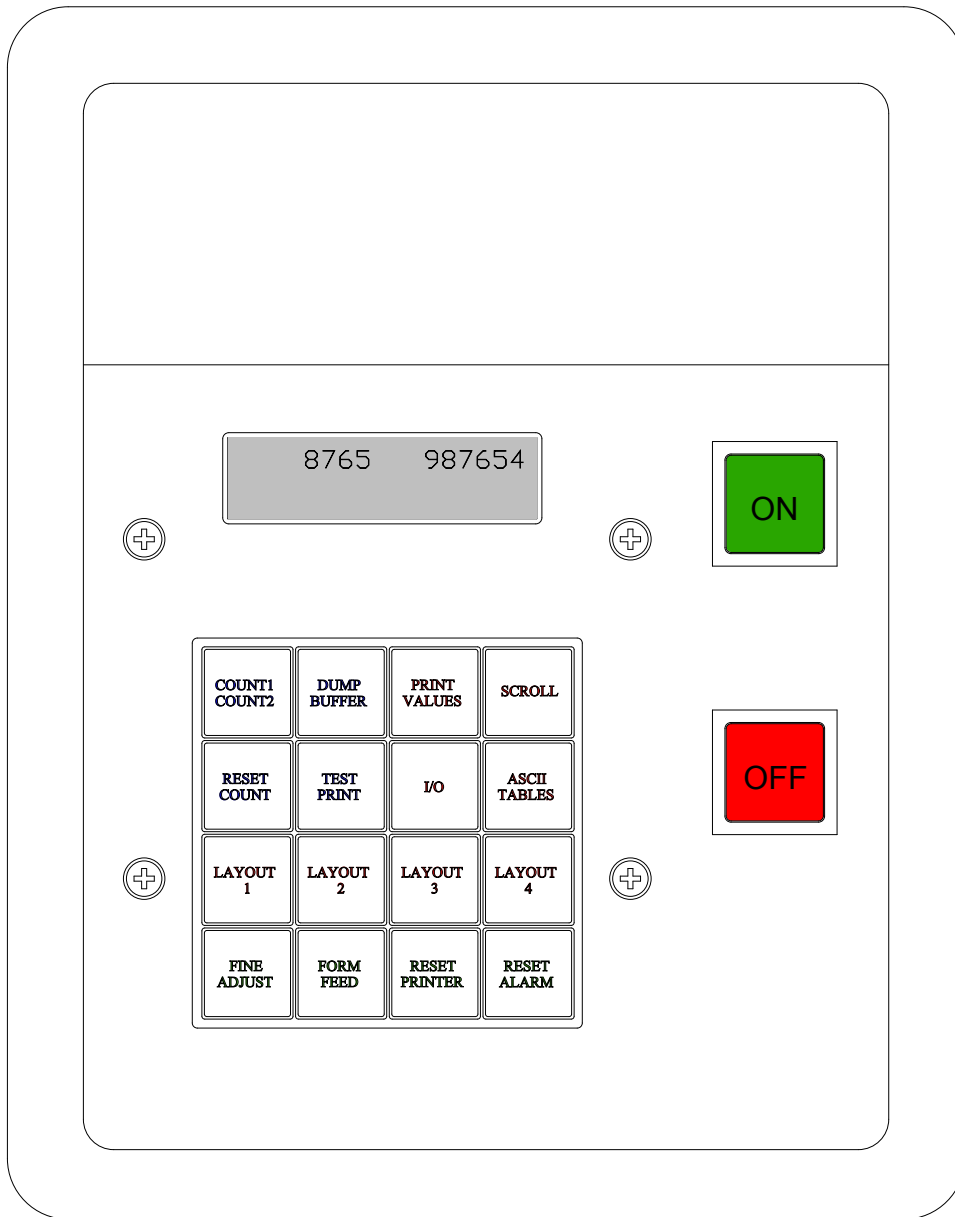 8765 987654
ON
COUNT1
COUNT2
DUMP
BUFFER
PRINT
VALUES
SCROLL
RESET
COUNT
TEST
PRINT
I/O
ASCII
TABLES
OFF
LAYOUT
1
LAYOUT
2
LAYOUT
3
LAYOUT
4
FINE
ADJUST
FORM
FEED
RESET
PRINTER
RESET
ALARM